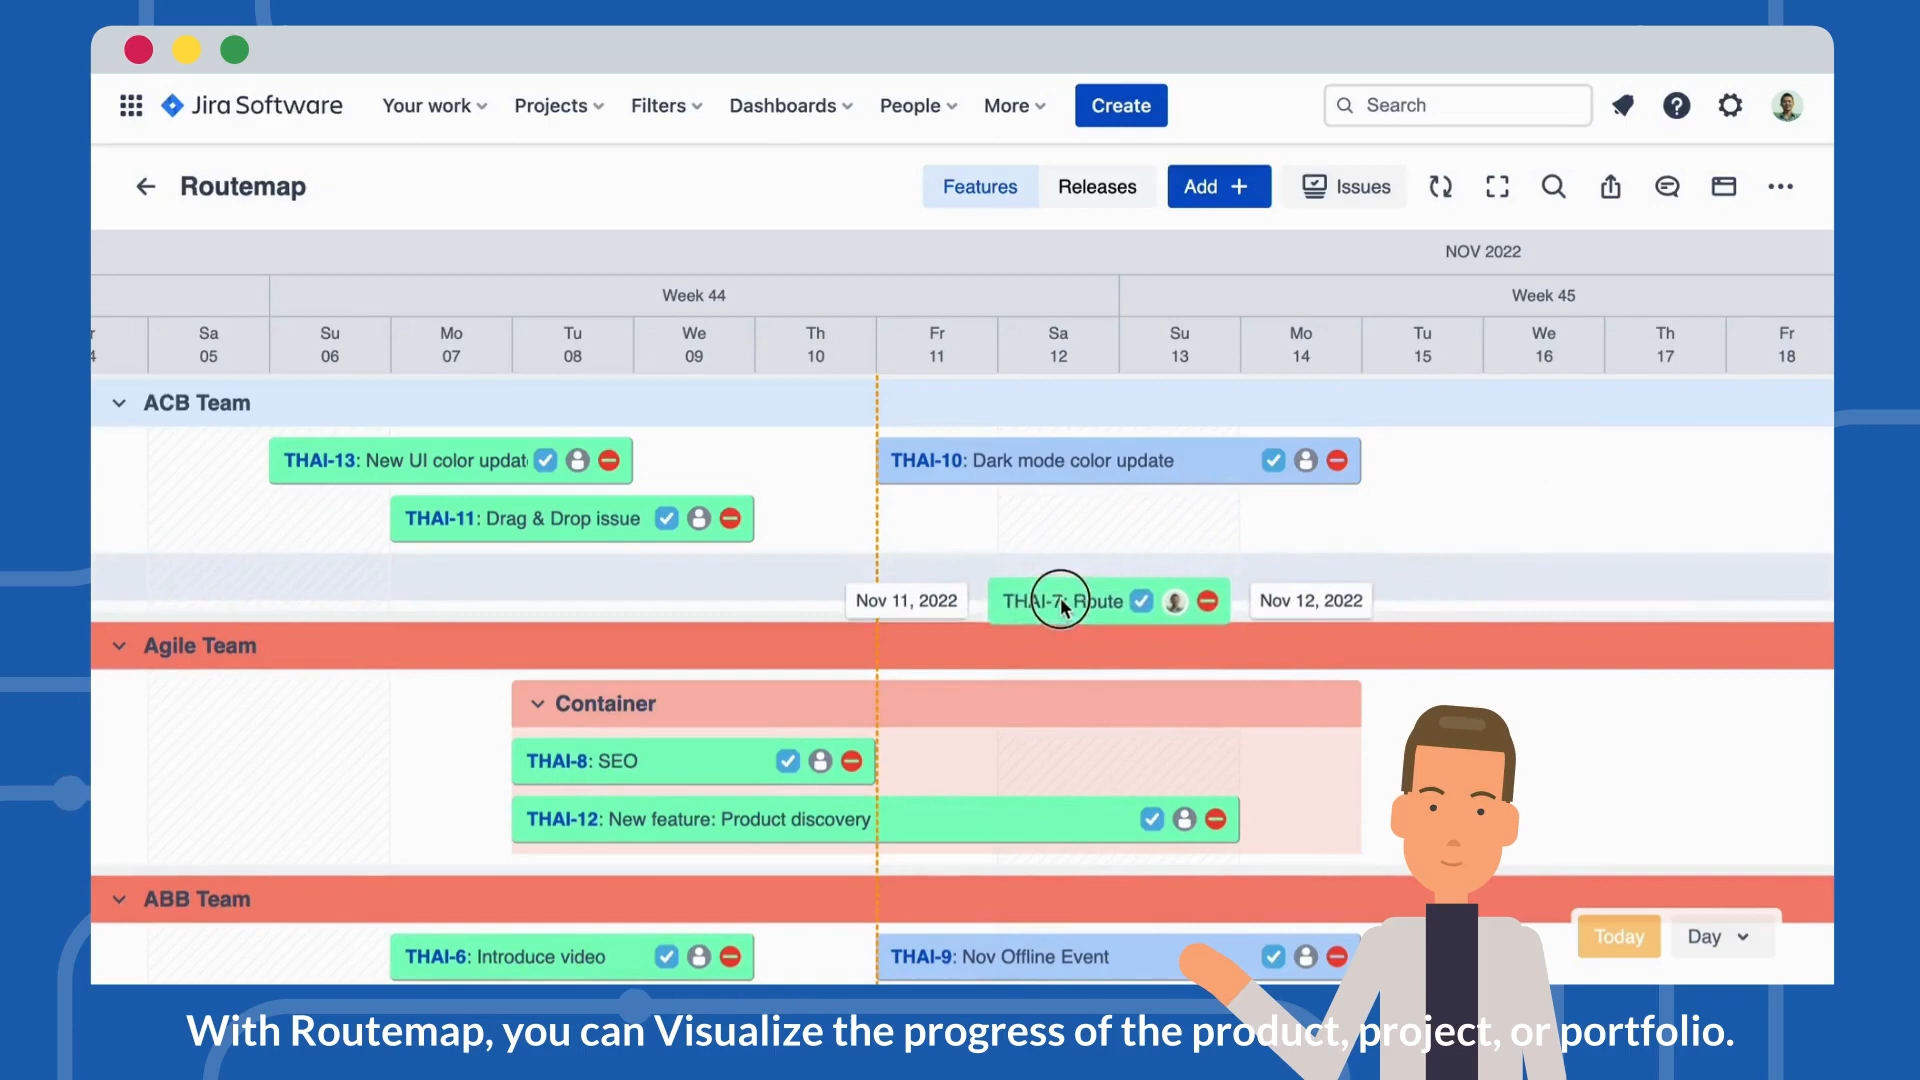 Jira Software Your work Projects Filters Dashboards People More Create Search
Routemap Features Releases Add + Issues
NOV 2022
Week 44 Week 45
Sa Su Mo Tu We Th Fr Sa Su Mo Tu We Th Fr
05 06 07 08 09 10 11 12 13 14 15 16 17 18
ACB Team
THAI-13: New UI color updat THAI-10: Dark mode color update
THAI-11: Drag & Drop issue
Nov 11, 2022 THAI-7: Route Nov 12, 2022
Agile Team
Container
THAI-8: SEO
THAI-12: New feature: Product discovery
ABB Team
Today Day
THAI-6: Introduce video THAI-9: Nov Offline Event
With Routemap, you can Visualize the progress of the product, project, or portfolio.